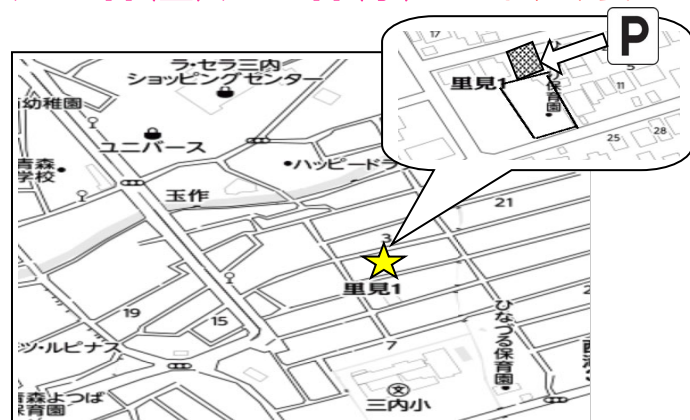 P
17
里見1
5
11
保育園
25
28
ラ・セラ三内
ショッピングセンター
幼稚園
ユニバース
ハッピードラ
青森
学校
玉作
21
3
里見1
19
15
7
ツ・ルピナス
ひなづる保育園
青森よつば
保育園
三内小
文